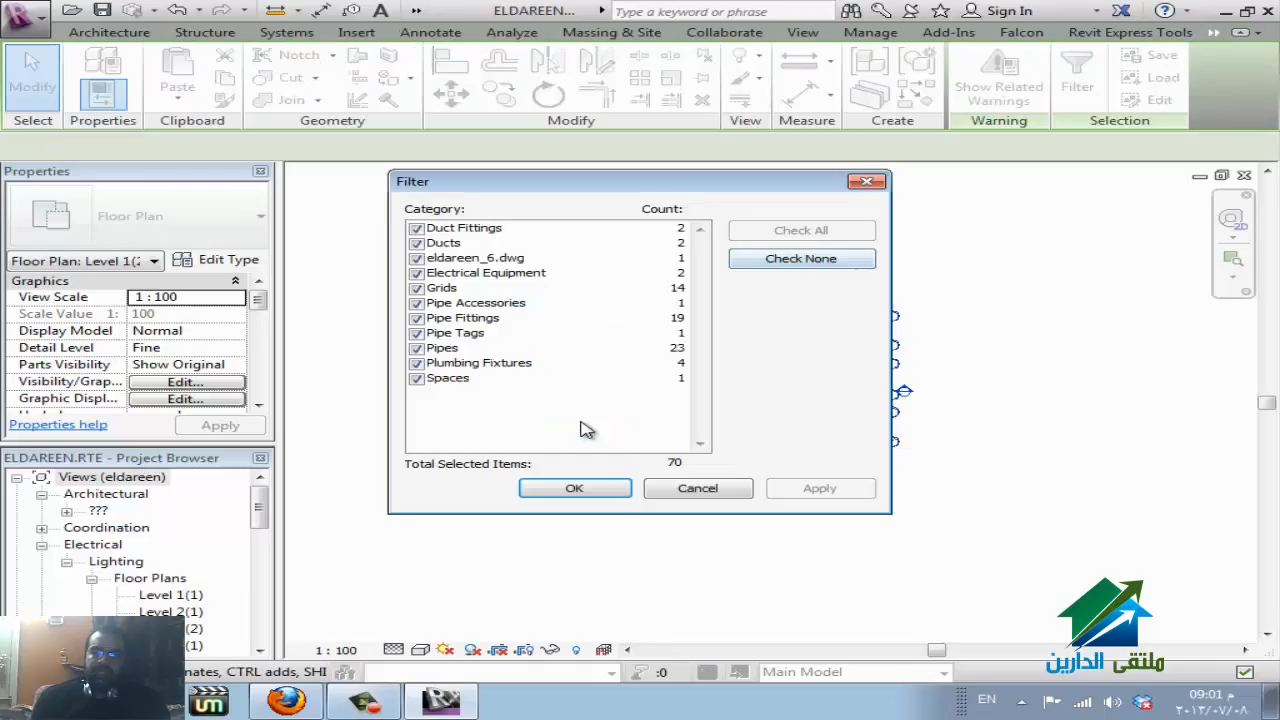 ELDAREEN...
Type a keyword or phrase
Sign In
Architecture
Structure
Systems
Insert
Annotate
Analyze
Massing & Site
Collaborate
View
Manage
Add-Ins
Falcon
Revit Express Tools
Modify
Notch
Cut
Join
Paste
Show Related
Warnings
Filter
Save
Load
Edit
Select
Properties
Clipboard
Geometry
Modify
View
Measure
Create
Warning
Selection
Properties
Floor Plan
Floor Plan: Level 1(2
Edit Type
Graphics
View Scale
1 : 100
Scale Value 1:
100
Display Model
Normal
Detail Level
Fine
Parts Visibility
Show Original
Visibility/Grap...
Edit...
Graphic Displ...
Edit...
Properties help
Apply
ELDAREEN.RTE - Project Browser
Views (eldareen)
Architectural
???
Coordination
Electrical
Lighting
Floor Plans
Level 1(1)
Level 2(1)
(2)
(1)
Filter
Category:
Count:
Duct Fittings 2
Ducts 2
eldareen_6.dwg 1
Electrical Equipment 2
Grids 14
Pipe Accessories 1
Pipe Fittings 19
Pipe Tags 1
Pipes 23
Plumbing Fixtures 4
Spaces 1
Check All
Check None
Total Selected Items: 70
OK
Cancel
Apply
2D
ملتقى الدارين
1 : 100
nates, CTRL adds, SHI
:0
Main Model
um
EN
09:01 م
٢٠١٣/٠٧/٠٨